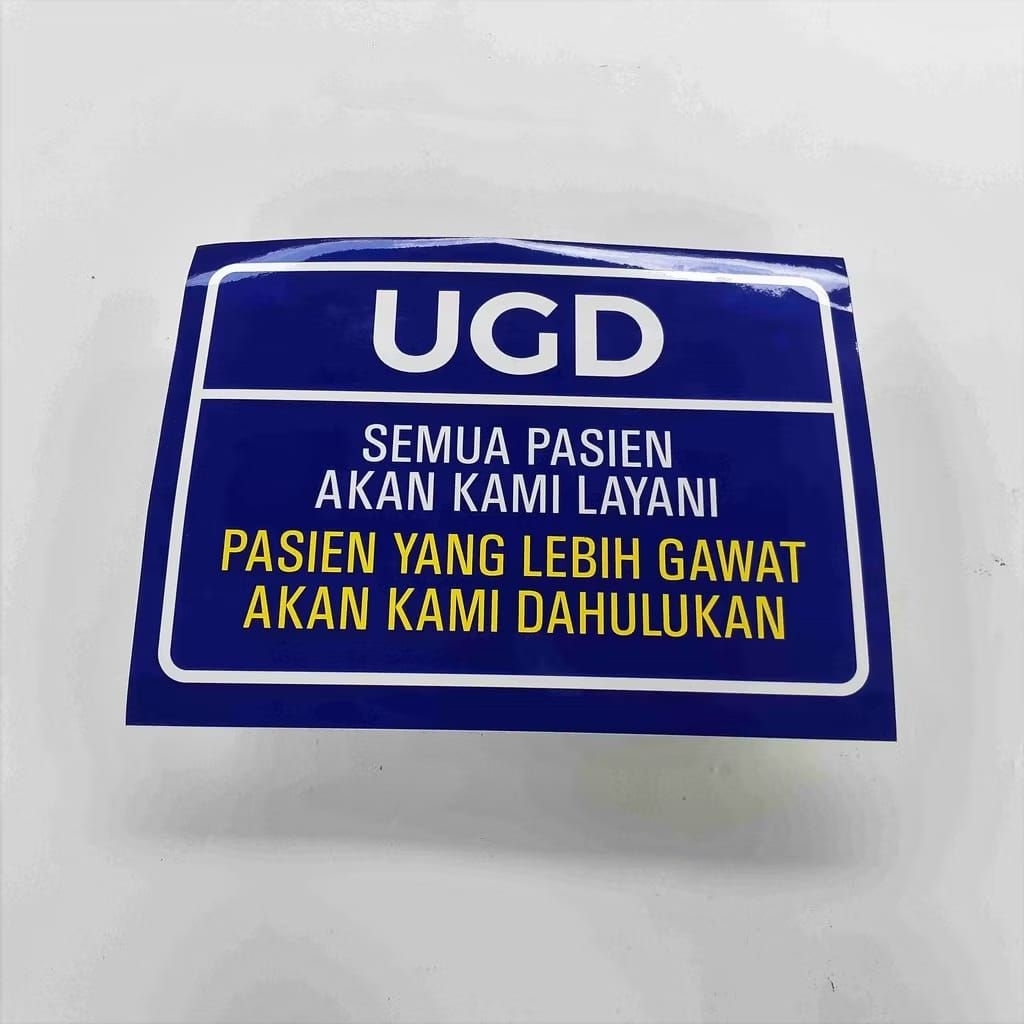 UGD
SEMUA PASIEN
AKAN KAMI LAYANI
PASIEN YANG LEBIH GAWAT
AKAN KAMI DAHULUKAN